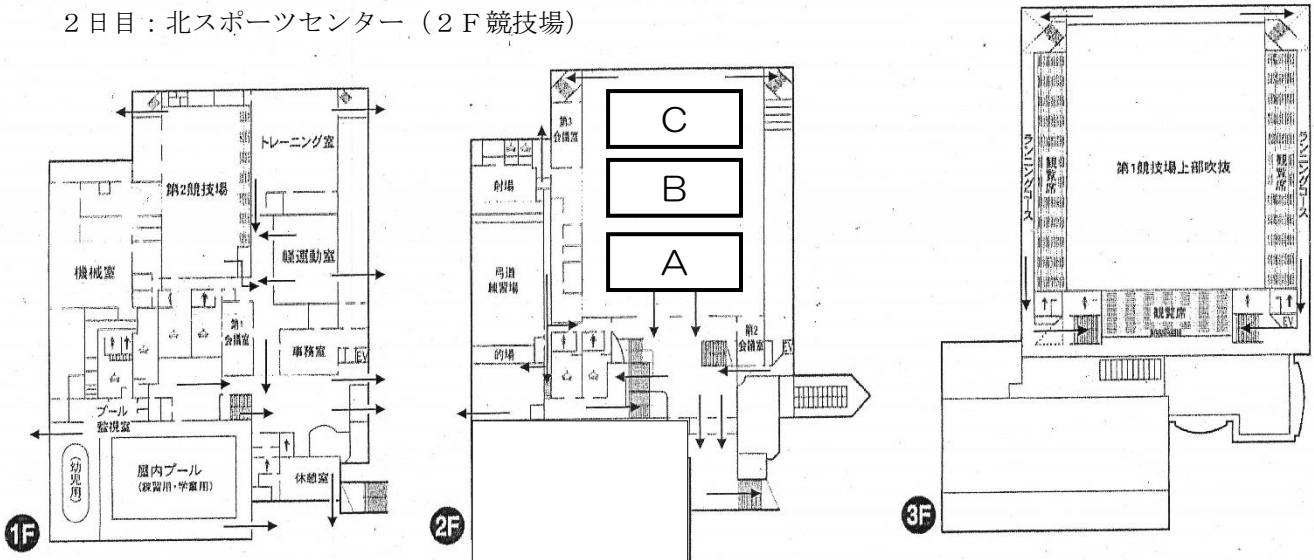 2日目：北スポーツセンター（2F競技場）
トレーニング室
第2競技場
軽運動室
機械室
第1
会議室
事務室
EV
プール
監視室
(幼児用)
屋内プール
(練習用・学童用)
休憩室
1F
第3
会議室
C
射場
B
弓道
練習場
A
第2
会議室
EV
的場
2F
ランニングコース
観覧席
第1競技場上部吹抜
観覧席
ランニングコース
観覧席
EV
3F